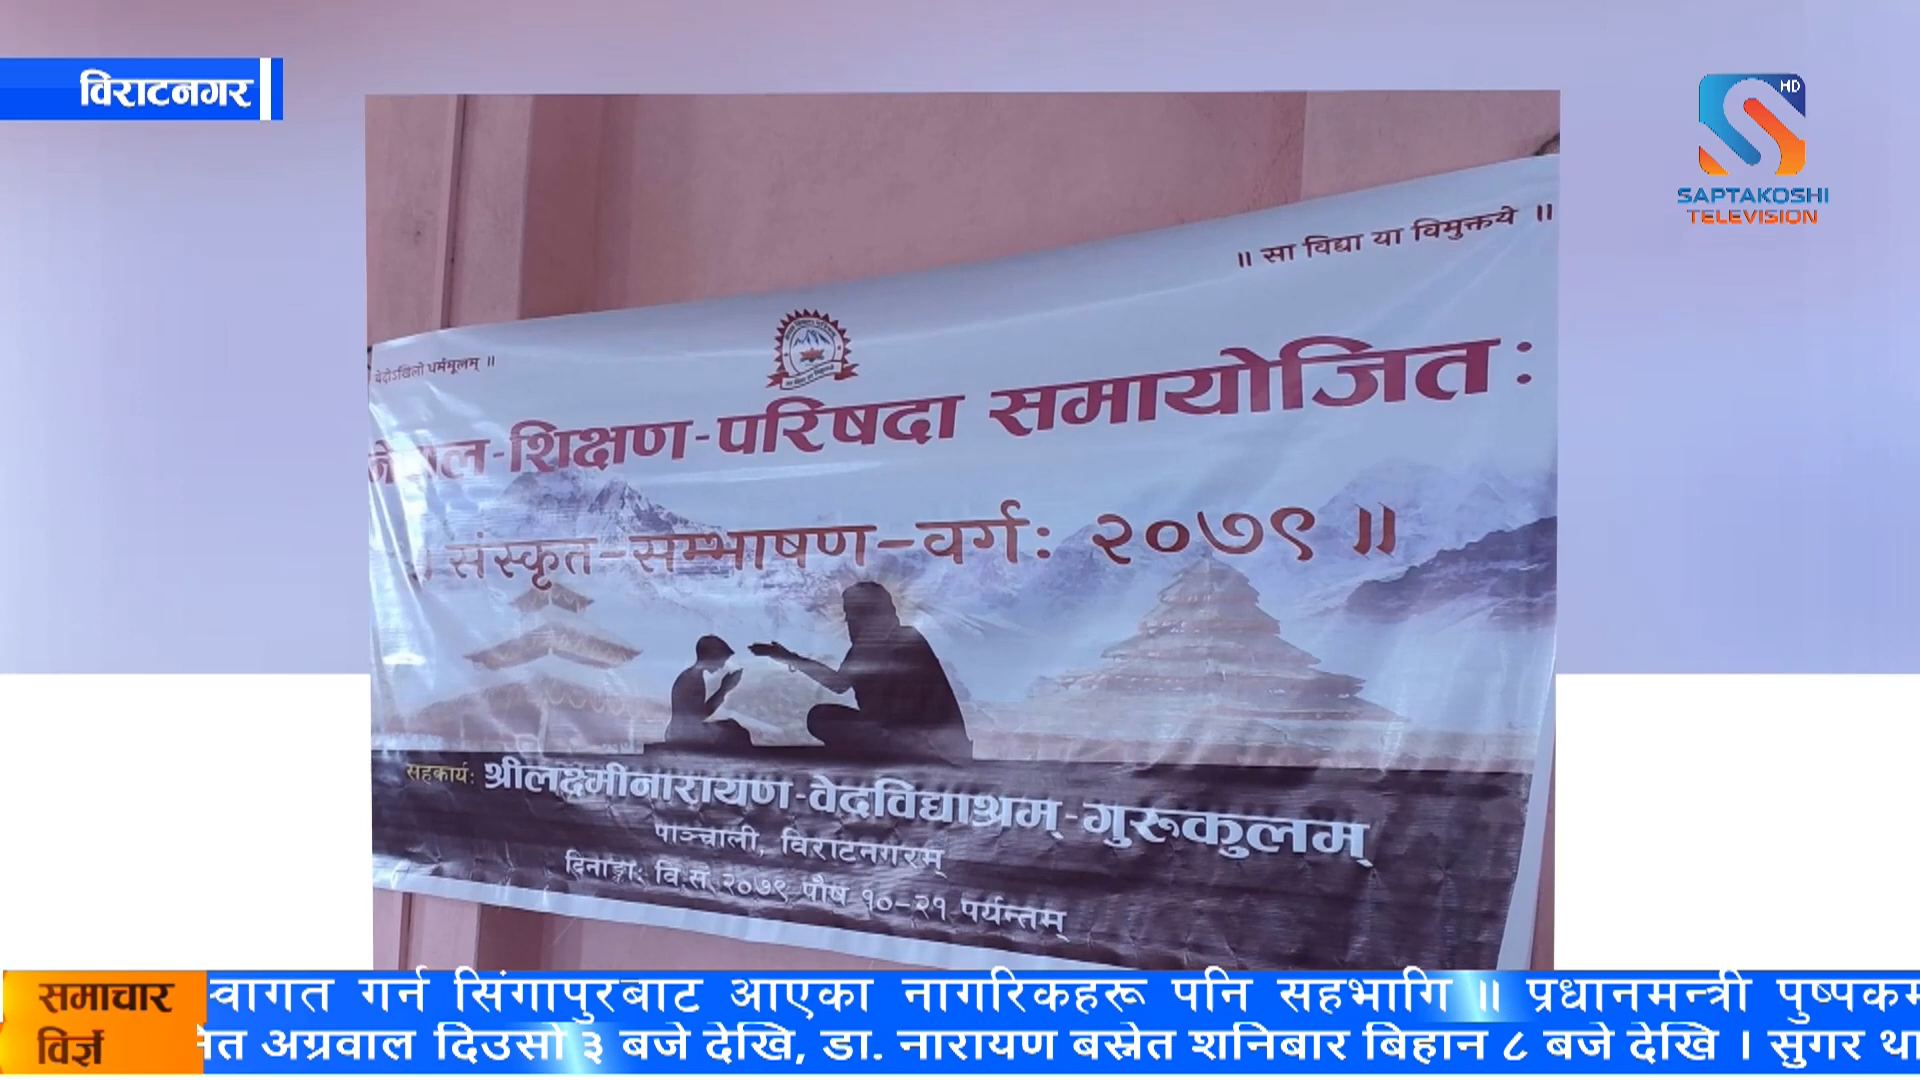 विराटनगर
HD
SAPTAKOSHI
TELEVISION
॥ सा विद्या या विमुक्तये ॥
वेदोऽखिलो धर्ममूलम् ॥
नेपाल-शिक्षण-परिषदा समायोजितः
॥ संस्कृत-सम्भाषण-वर्गः २०७९ ॥
सहकार्यः श्रीलक्ष्मीनारायण-वेदविद्याश्रम्-गुरूकुलम्
पाञ्चाली, विराटनगरम्
दिनाङ्कः वि.सं. २०७९ पौष १०-२१ पर्यन्तम्
समाचार
विर्ज्ञ
स्वागत गर्न सिंगापुरबाट आएका नागरिकहरू पनि सहभागि ॥ प्रधानमन्त्री पुष्पकम
अग्रवाल दिउसो ३ बजे देखि, डा. नारायण बस्नेत शनिबार बिहान ८ बजे देखि । सुगर था